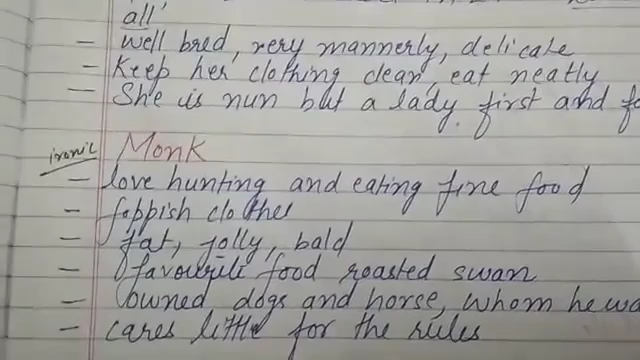 all'
- well bred, very mannerly, delicate
- Keep her clothing clean, eat neatly
- She is nun but a lady first and
ironic Monk
- love hunting and eating fine food
- foppish clothes
- fat, jolly, bald
- favourite food roasted swan
- owned dogs and horse, whom he
- cares little for the rules